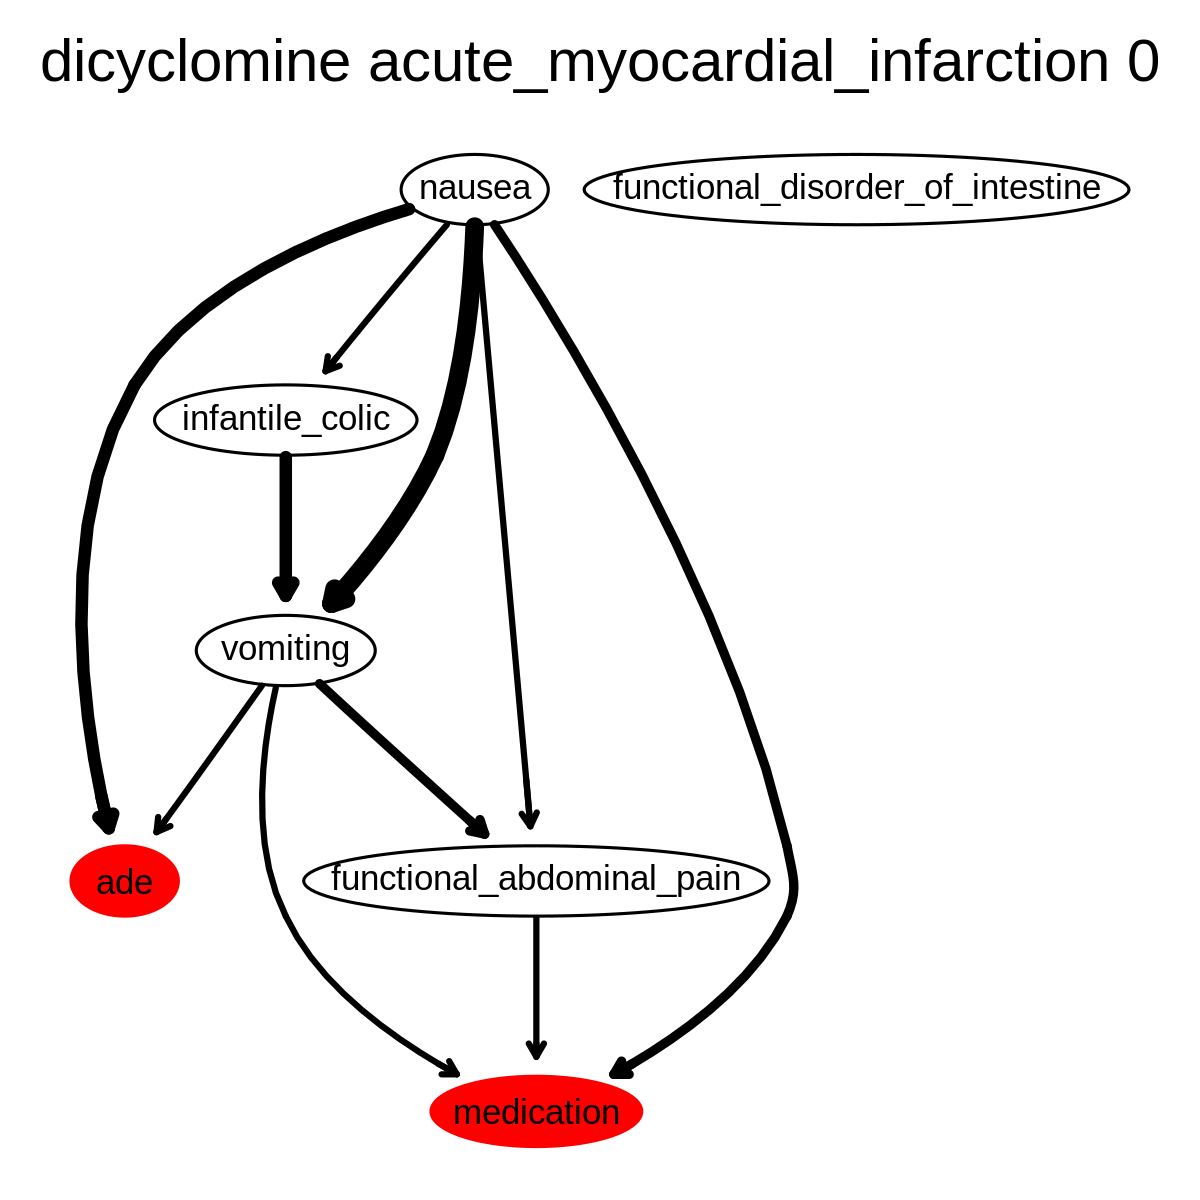 dicyclomine acute_myocardial_infarction 0
nausea
functional_disorder_of_intestine
infantile_colic
vomiting
ade
functional_abdominal_pain
medication